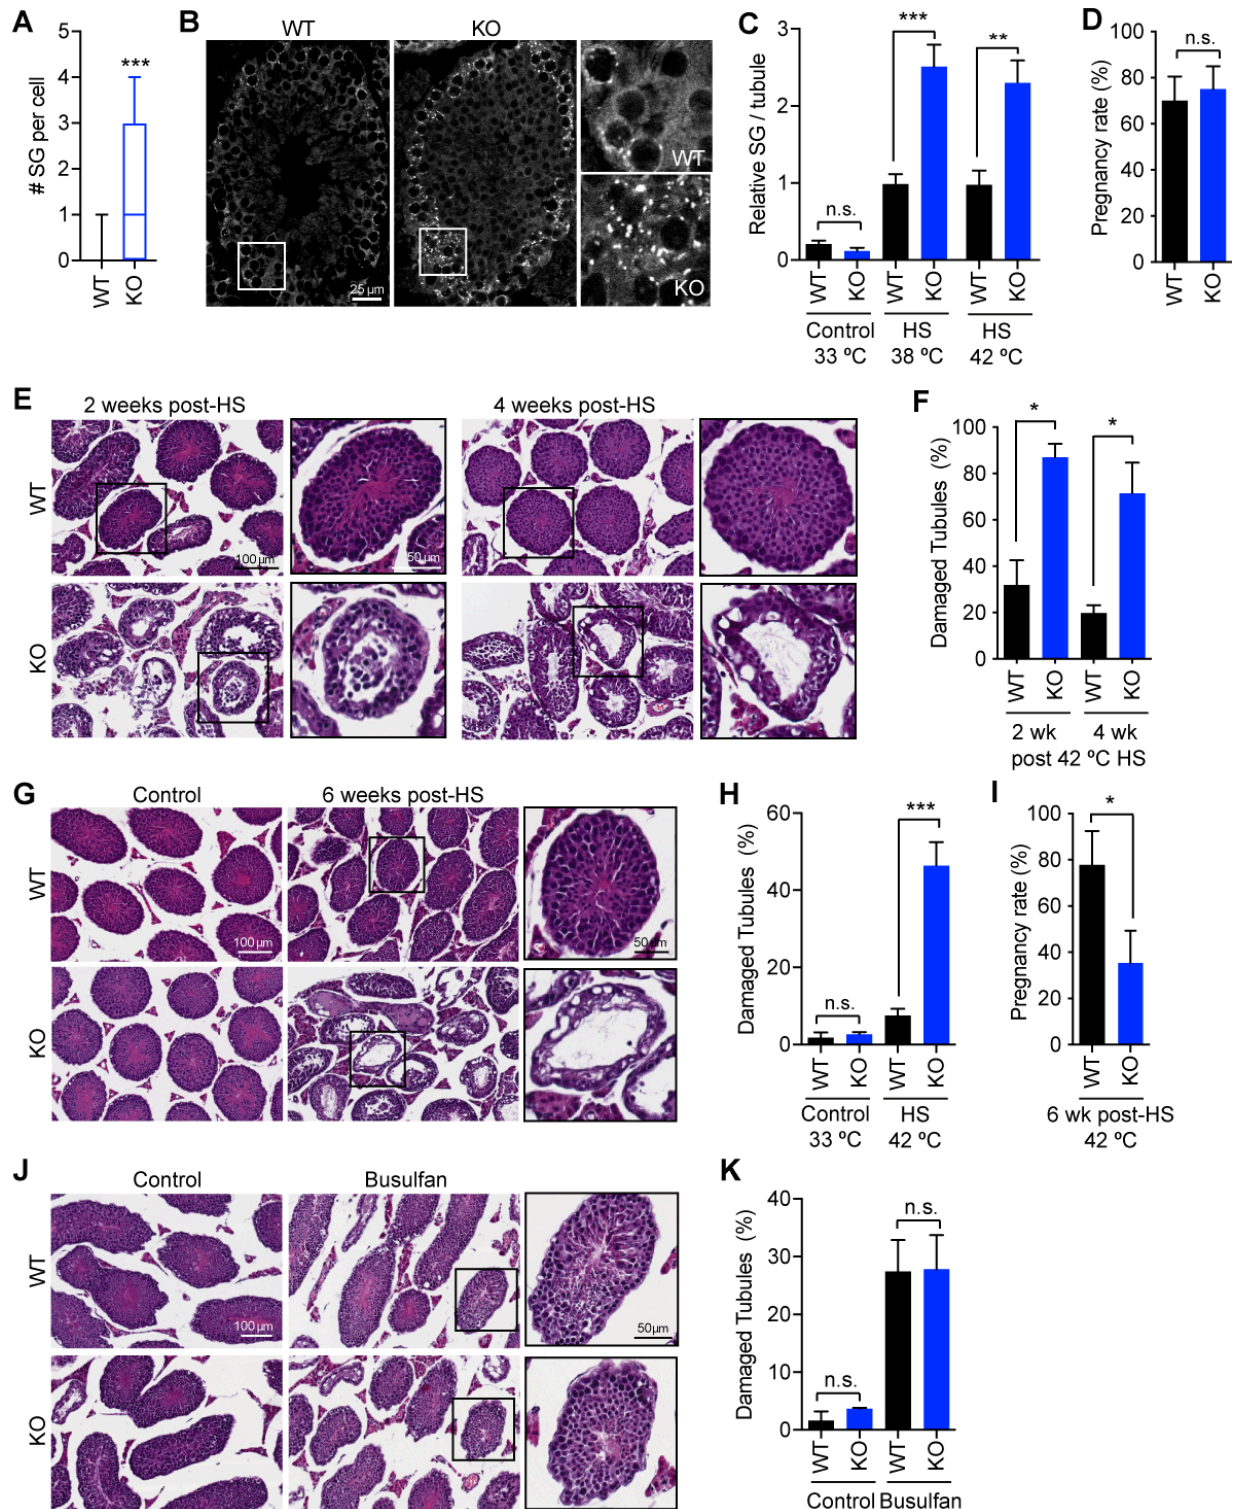 A
# SG per cell
5
4
3
2
1
0
***
WT
KO
B
WT
KO
25 µm
WT
KO
C
Relative SG / tubule
3
2
1
0
n.s.
***
**
WT
KO
WT
KO
WT
KO
Control
33 ºC
HS
38 ºC
HS
42 ºC
D
Pregnancy rate (%)
100
80
60
40
20
0
n.s.
WT
KO
E
2 weeks post-HS
4 weeks post-HS
WT
KO
100 µm
50 µm
F
Damaged Tubules (%)
100
80
60
40
20
0
*
*
WT
KO
WT
KO
2 wk
4 wk
post 42 ºC HS
G
Control
6 weeks post-HS
WT
KO
100 µm
50 µm
H
Damaged Tubules (%)
60
40
20
0
n.s.
***
WT
KO
WT
KO
Control
33 ºC
HS
42 ºC
I
Pregnancy rate (%)
100
80
60
40
20
0
*
WT
KO
6 wk post-HS
42 ºC
J
Control
Busulfan
WT
KO
100 µm
50µm
K
Damaged Tubules (%)
40
30
20
10
0
n.s.
n.s.
WT
KO
WT
KO
Control
Busulfan